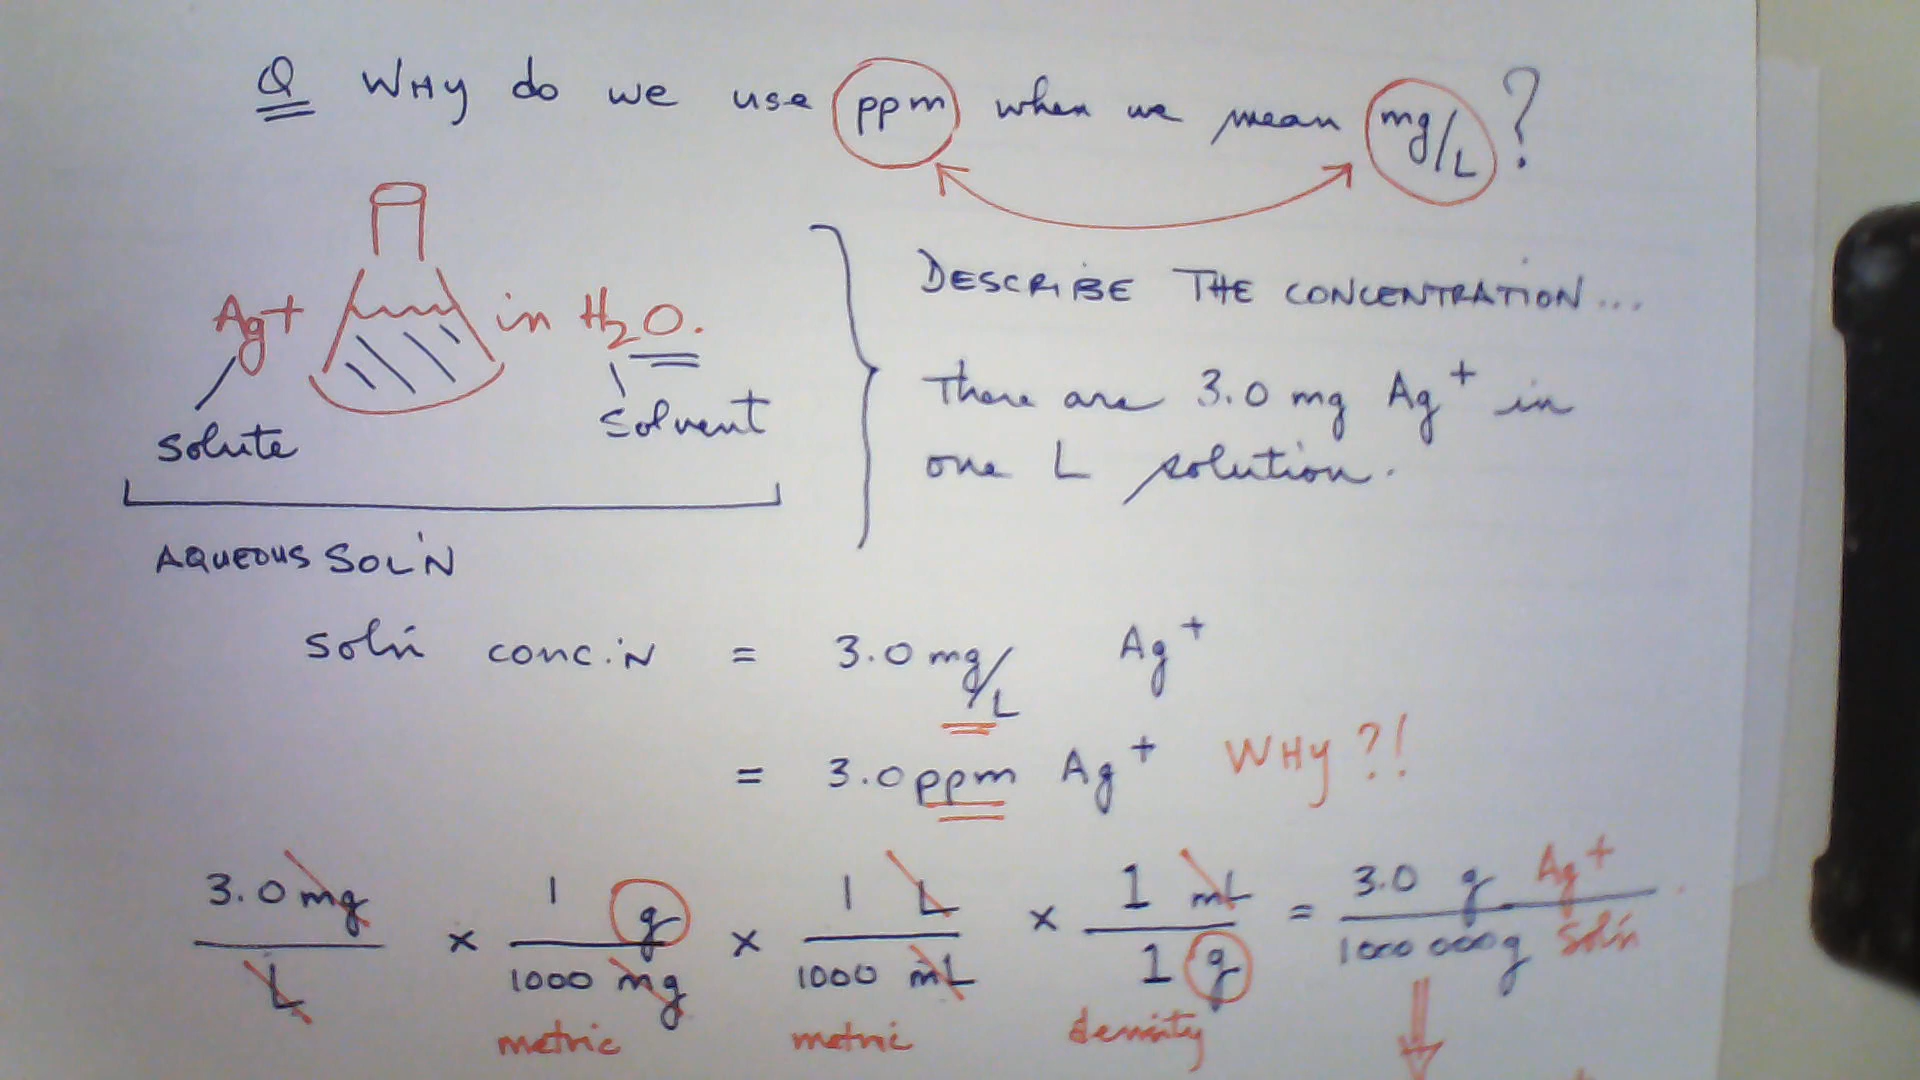 Q WHY do we use ppm when we mean mg/L ?
Ag+ in H2O.
solute
solvent
AQUEOUS SOL'N
DESCRIBE THE CONCENTRATION...
There are 3.0 mg Ag+ in
one L solution.
sol'n conc.'N = 3.0 mg/L Ag+
= 3.0 ppm Ag+ WHY ?!
3.0 mg / L × 1 g / 1000 mg × 1 L / 1000 mL × 1 mL / 1 g = 3.0 g Ag+ / 1000 000g sol'n
metric metric density